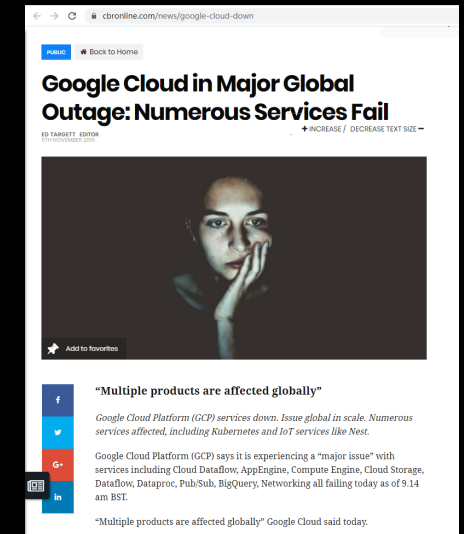 cbronline.com/news/google-cloud-down
PUBLIC
Back to Home
Google Cloud in Major Global
Outage: Numerous Services Fail
ED TARGETT EDITOR
INCREASE / DECREASE TEXT SIZE
NOVEMBER
Add to favorites
"Multiple products are affected globally"
Google Cloud Platform (GCP) services down. Issue global in scale. Numerous
services affected, including Kubernetes and IoT services like Nest.
Google Cloud Platform (GCP) says it is experiencing a “major issue” with
services including Cloud Dataflow, AppEngine, Compute Engine, Cloud Storage,
Dataflow, Dataproc, Pub/Sub, BigQuery, Networking all failing today as of 9.14
am BST.
“Multiple products are affected globally” Google Cloud said today.
f
G+
in